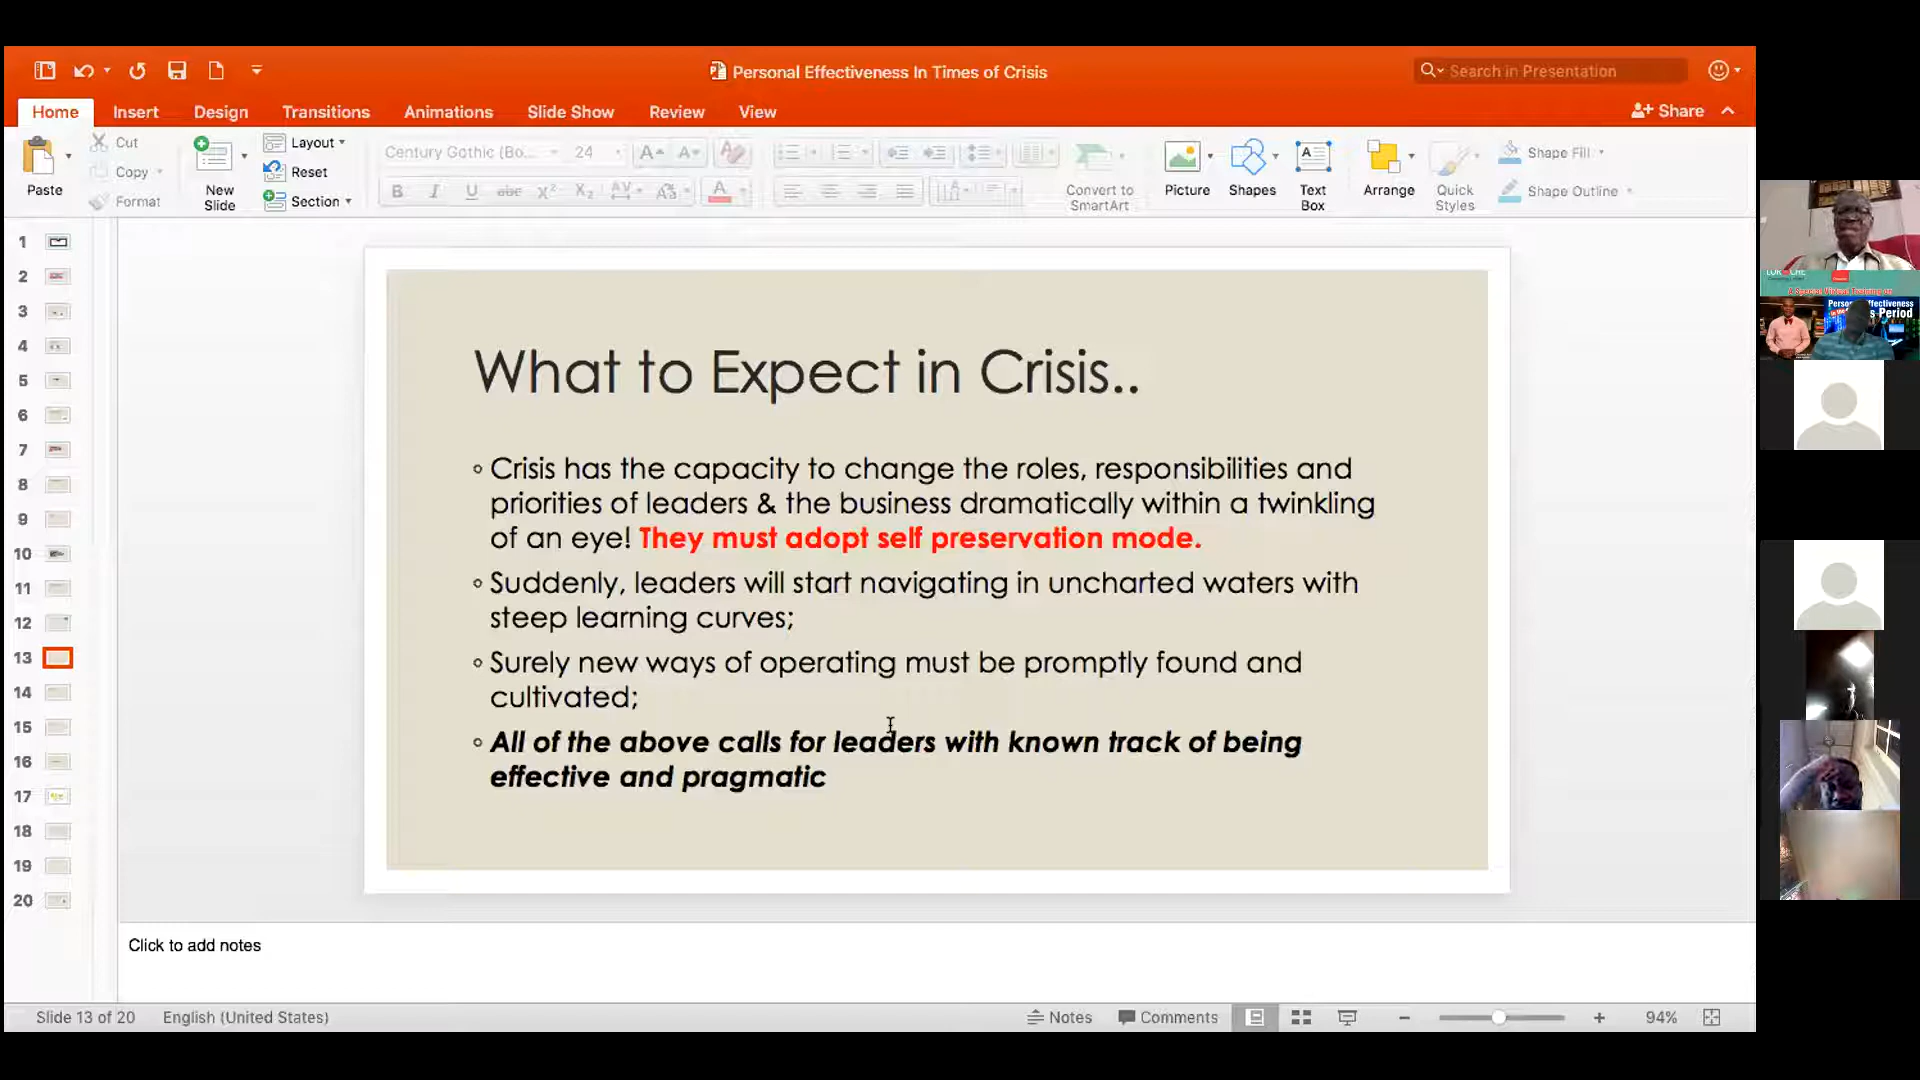 Personal Effectiveness In Times of Crisis
Search in Presentation
Home Insert Design Transitions Animations Slide Show Review View
Share
Paste
Cut
Copy
Format
New Slide
Layout
Reset
Section
Century Gothic (Bo... 24
Convert to SmartArt
Picture
Shapes
Text Box
Arrange
Quick Styles
Shape Fill
Shape Outline
1
2
3
4
5
6
7
8
9
10
11
12
13
14
15
16
17
18
19
20
What to Expect in Crisis..
Crisis has the capacity to change the roles, responsibilities and
priorities of leaders & the business dramatically within a twinkling
of an eye! They must adopt self preservation mode.
Suddenly, leaders will start navigating in uncharted waters with
steep learning curves;
Surely new ways of operating must be promptly found and
cultivated;
All of the above calls for leaders with known track of being
effective and pragmatic
Click to add notes
Slide 13 of 20 English (United States) Notes Comments 94%
A Special Virtual Training on
Period